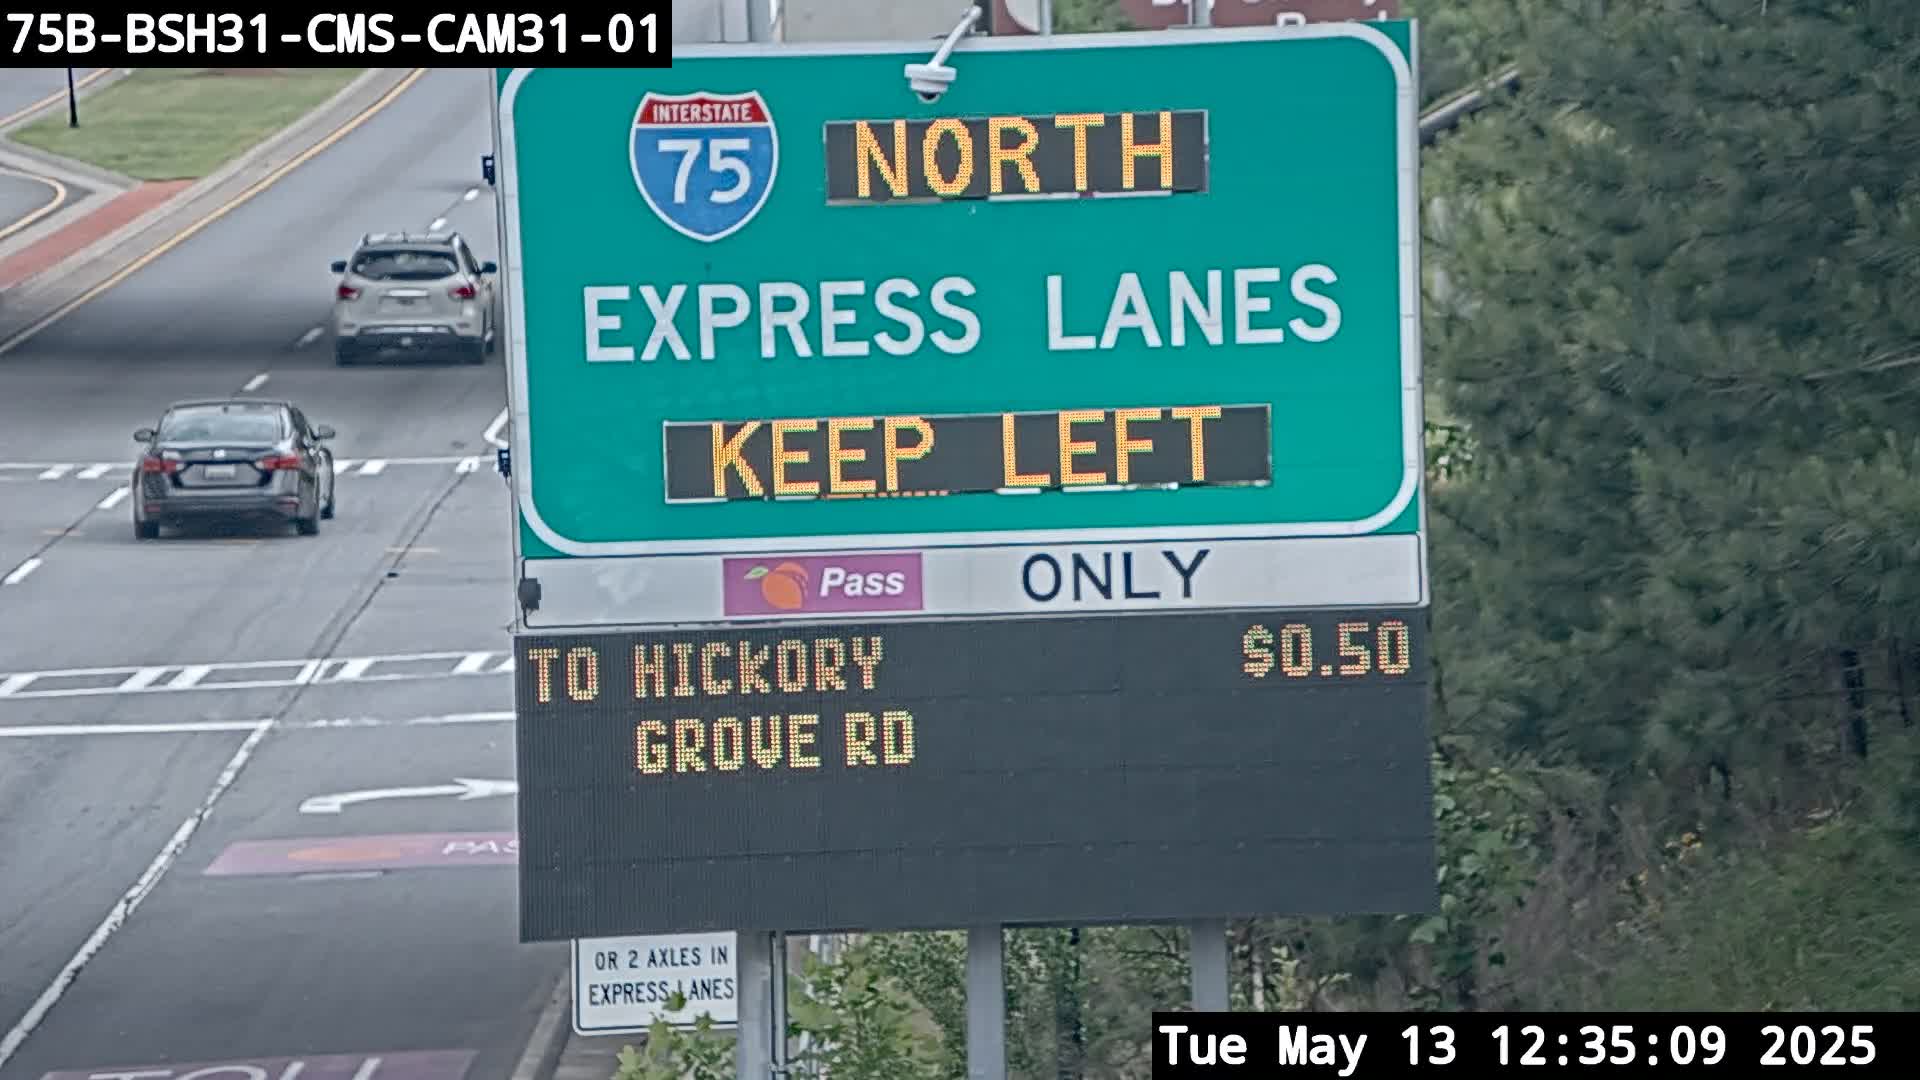 75B-BSH31-CMS-CAM31-01
INTERSTATE
75
NORTH
EXPRESS LANES
KEEP LEFT
Pass
ONLY
TO HICKORY $0.50
GROVE RD
OR 2 AXLES IN
EXPRESS LANES
TOLL
Tue May 13 12:35:09 2025